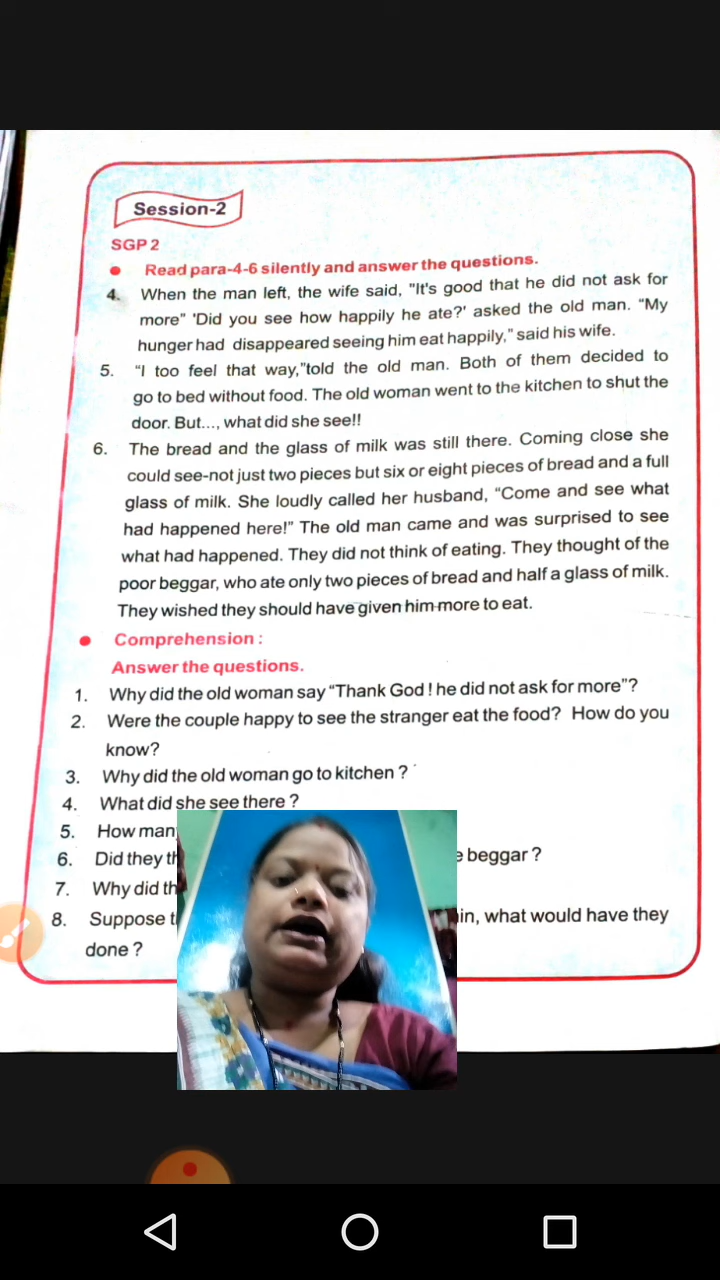 Session-2
SGP 2
Read para-4-6 silently and answer the questions.
4. When the man left, the wife said, "It's good that he did not ask for
more" 'Did you see how happily he ate?' asked the old man. "My
hunger had disappeared seeing him eat happily," said his wife.
5. "I too feel that way,"told the old man. Both of them decided to
go to bed without food. The old woman went to the kitchen to shut the
door. But..., what did she see!!
6. The bread and the glass of milk was still there. Coming close she
could see-not just two pieces but six or eight pieces of bread and a full
glass of milk. She loudly called her husband, "Come and see what
had happened here!" The old man came and was surprised to see
what had happened. They did not think of eating. They thought of the
poor beggar, who ate only two pieces of bread and half a glass of milk.
They wished they should have given him more to eat.
Comprehension :
Answer the questions.
1. Why did the old woman say "Thank God ! he did not ask for more"?
2. Were the couple happy to see the stranger eat the food? How do you
know?
3. Why did the old woman go to kitchen ?
4. What did she see there ?
5. How man
6. Did they beggar ?
7. Why did
8. Suppose what would have they
done ?